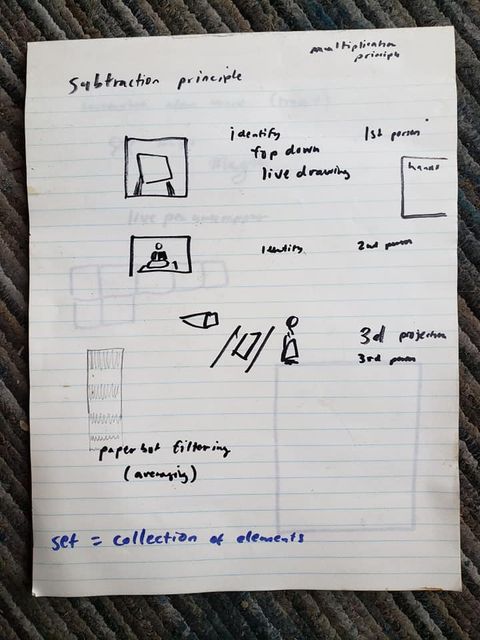 multiplication
principle
Subtraction principle
identify
top down
live drawing
1st person
hands
identity
2nd person
3d projection
3rd person
paperbot filtering
(averaging)
set = collection of elements